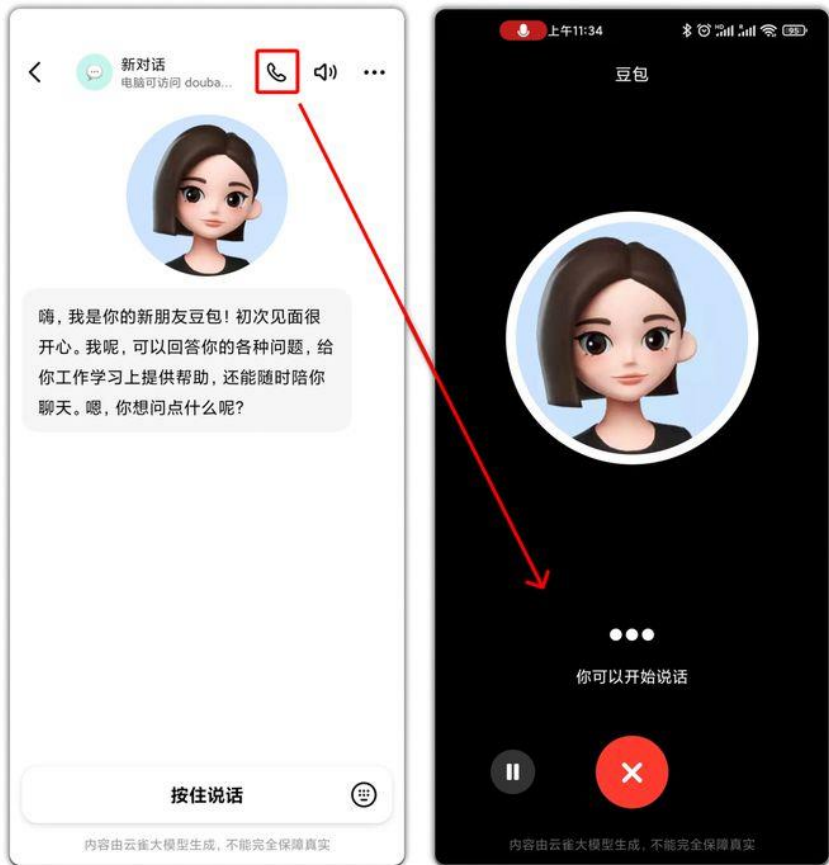 新对话
电脑可访问 douba...
嗨，我是你的新朋友豆包！初次见面很
开心。我呢，可以回答你的各种问题，给
你工作学习上提供帮助，还能随时陪你
聊天。嗯，你想问点什么呢？
按住说话
内容由云雀大模型生成，不能完全保障真实
上午11:34
HD
95
豆包
你可以开始说话
内容由云雀大模型生成，不能完全保障真实